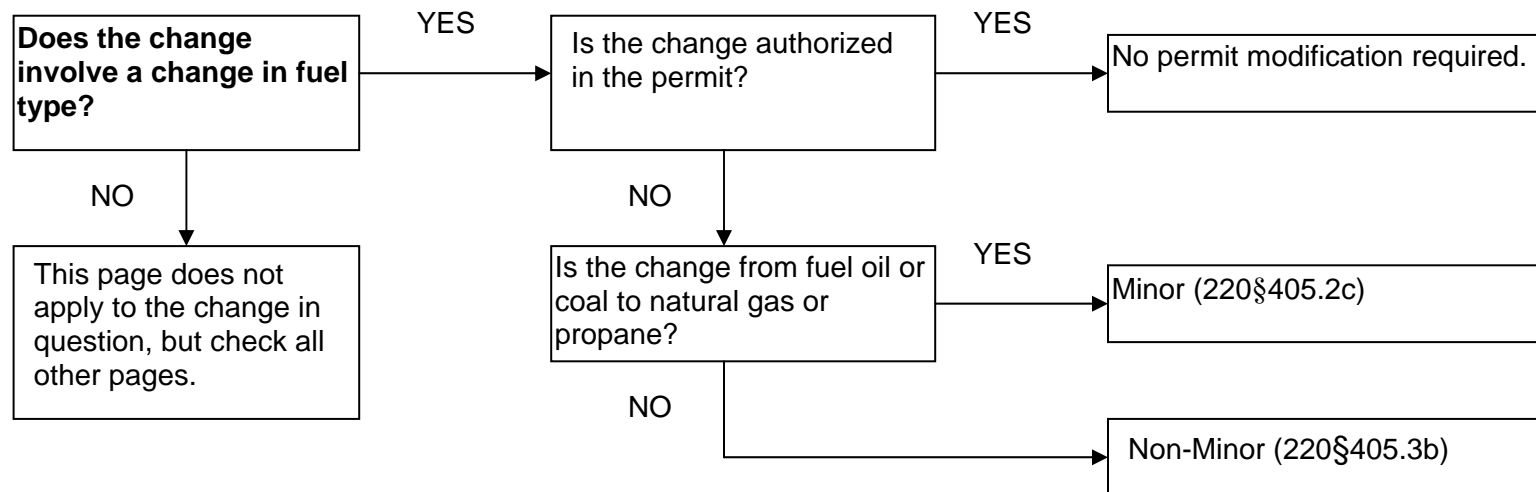 Does the change
involve a change in fuel
type?
YES
Is the change authorized
in the permit?
YES
No permit modification required.
NO
This page does not
apply to the change in
question, but check all
other pages.
NO
Is the change from fuel oil or
coal to natural gas or
propane?
YES
Minor (220§405.2c)
NO
Non-Minor (220§405.3b)